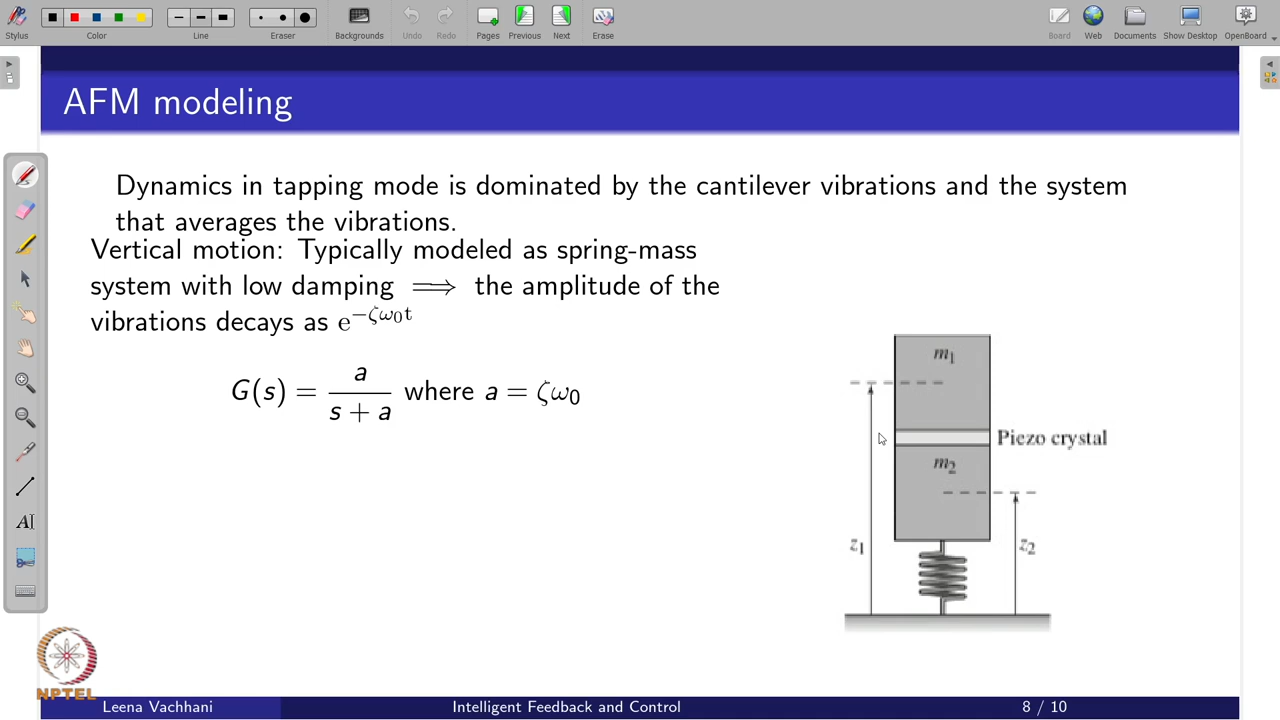 Stylus
Color
Line
Eraser
Backgrounds
Undo
Redo
Pages
Previous
Next
Erase
Board
Web
Documents
Show Desktop
OpenBoard
AFM modeling
Dynamics in tapping mode is dominated by the cantilever vibrations and the system
that averages the vibrations.
Vertical motion: Typically modeled as spring-mass
system with low damping ⟹ the amplitude of the
vibrations decays as e^{−ζω₀t}
G(s) = a / (s + a) where a = ζω₀
m₁
Piezo crystal
m₂
z₁
z₂
AI
NPTEL
Leena Vachhani
Intelligent Feedback and Control
8 / 10